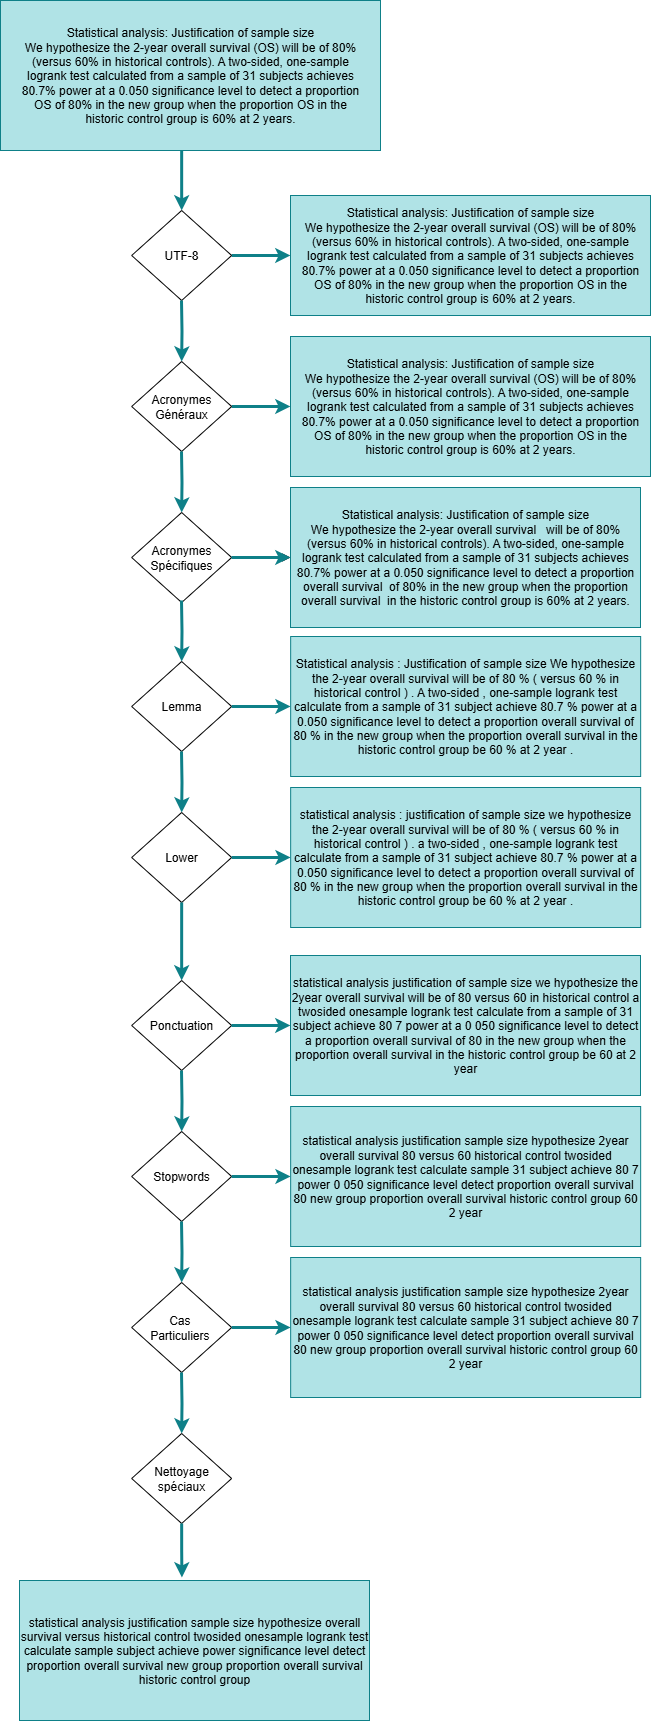 Statistical analysis: Justification of sample size
We hypothesize the 2-year overall survival (OS) will be of 80%
(versus 60% in historical controls). A two-sided, one-sample
logrank test calculated from a sample of 31 subjects achieves
80.7% power at a 0.050 significance level to detect a proportion
OS of 80% in the new group when the proportion OS in the
historic control group is 60% at 2 years.
UTF-8
Statistical analysis: Justification of sample size
We hypothesize the 2-year overall survival (OS) will be of 80%
(versus 60% in historical controls). A two-sided, one-sample
logrank test calculated from a sample of 31 subjects achieves
80.7% power at a 0.050 significance level to detect a proportion
OS of 80% in the new group when the proportion OS in the
historic control group is 60% at 2 years.
Acronymes
Généraux
Statistical analysis: Justification of sample size
We hypothesize the 2-year overall survival (OS) will be of 80%
(versus 60% in historical controls). A two-sided, one-sample
logrank test calculated from a sample of 31 subjects achieves
80.7% power at a 0.050 significance level to detect a proportion
OS of 80% in the new group when the proportion OS in the
historic control group is 60% at 2 years.
Acronymes
Spécifiques
Statistical analysis: Justification of sample size
We hypothesize the 2-year overall survival   will be of 80%
(versus 60% in historical controls). A two-sided, one-sample
logrank test calculated from a sample of 31 subjects achieves
80.7% power at a 0.050 significance level to detect a proportion
overall survival  of 80% in the new group when the proportion
overall survival  in the historic control group is 60% at 2 years.
Lemma
Statistical analysis : Justification of sample size We hypothesize
the 2-year overall survival will be of 80 % ( versus 60 % in
historical control ) . A two-sided , one-sample logrank test
calculate from a sample of 31 subject achieve 80.7 % power at a
0.050 significance level to detect a proportion overall survival of
80 % in the new group when the proportion overall survival in the
historic control group be 60 % at 2 year .
Lower
statistical analysis : justification of sample size we hypothesize
the 2-year overall survival will be of 80 % ( versus 60 % in
historical control ) . a two-sided , one-sample logrank test
calculate from a sample of 31 subject achieve 80.7 % power at a
0.050 significance level to detect a proportion overall survival of
80 % in the new group when the proportion overall survival in the
historic control group be 60 % at 2 year .
Ponctuation
statistical analysis justification of sample size we hypothesize the
2year overall survival will be of 80 versus 60 in historical control a
twosided onesample logrank test calculate from a sample of 31
subject achieve 80 7 power at a 0 050 significance level to detect
a proportion overall survival of 80 in the new group when the
proportion overall survival in the historic control group be 60 at 2
year
Stopwords
statistical analysis justification sample size hypothesize 2year
overall survival 80 versus 60 historical control twosided
onesample logrank test calculate sample 31 subject achieve 80 7
power 0 050 significance level detect proportion overall survival
80 new group proportion overall survival historic control group 60
2 year
Cas
Particuliers
statistical analysis justification sample size hypothesize 2year
overall survival 80 versus 60 historical control twosided
onesample logrank test calculate sample 31 subject achieve 80 7
power 0 050 significance level detect proportion overall survival
80 new group proportion overall survival historic control group 60
2 year
Nettoyage
spéciaux
statistical analysis justification sample size hypothesize overall
survival versus historical control twosided onesample logrank test
calculate sample subject achieve power significance level detect
proportion overall survival new group proportion overall survival
historic control group